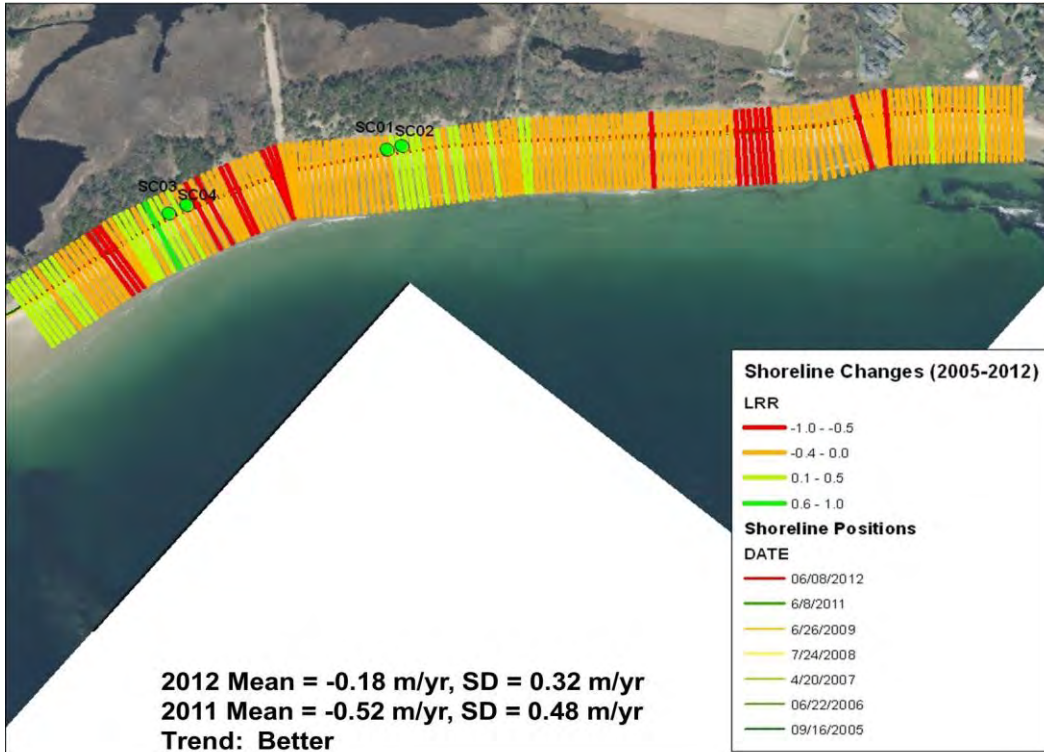 SC01
SC02
SC03
SC04
Shoreline Changes (2005-2012)
LRR
-1.0 - -0.5
-0.4 - 0.0
0.1 - 0.5
0.6 - 1.0
Shoreline Positions
DATE
06/08/2012
6/8/2011
6/26/2009
7/24/2008
4/20/2007
06/22/2006
09/16/2005
2012 Mean = -0.18 m/yr, SD = 0.32 m/yr
2011 Mean = -0.52 m/yr, SD = 0.48 m/yr
Trend: Better